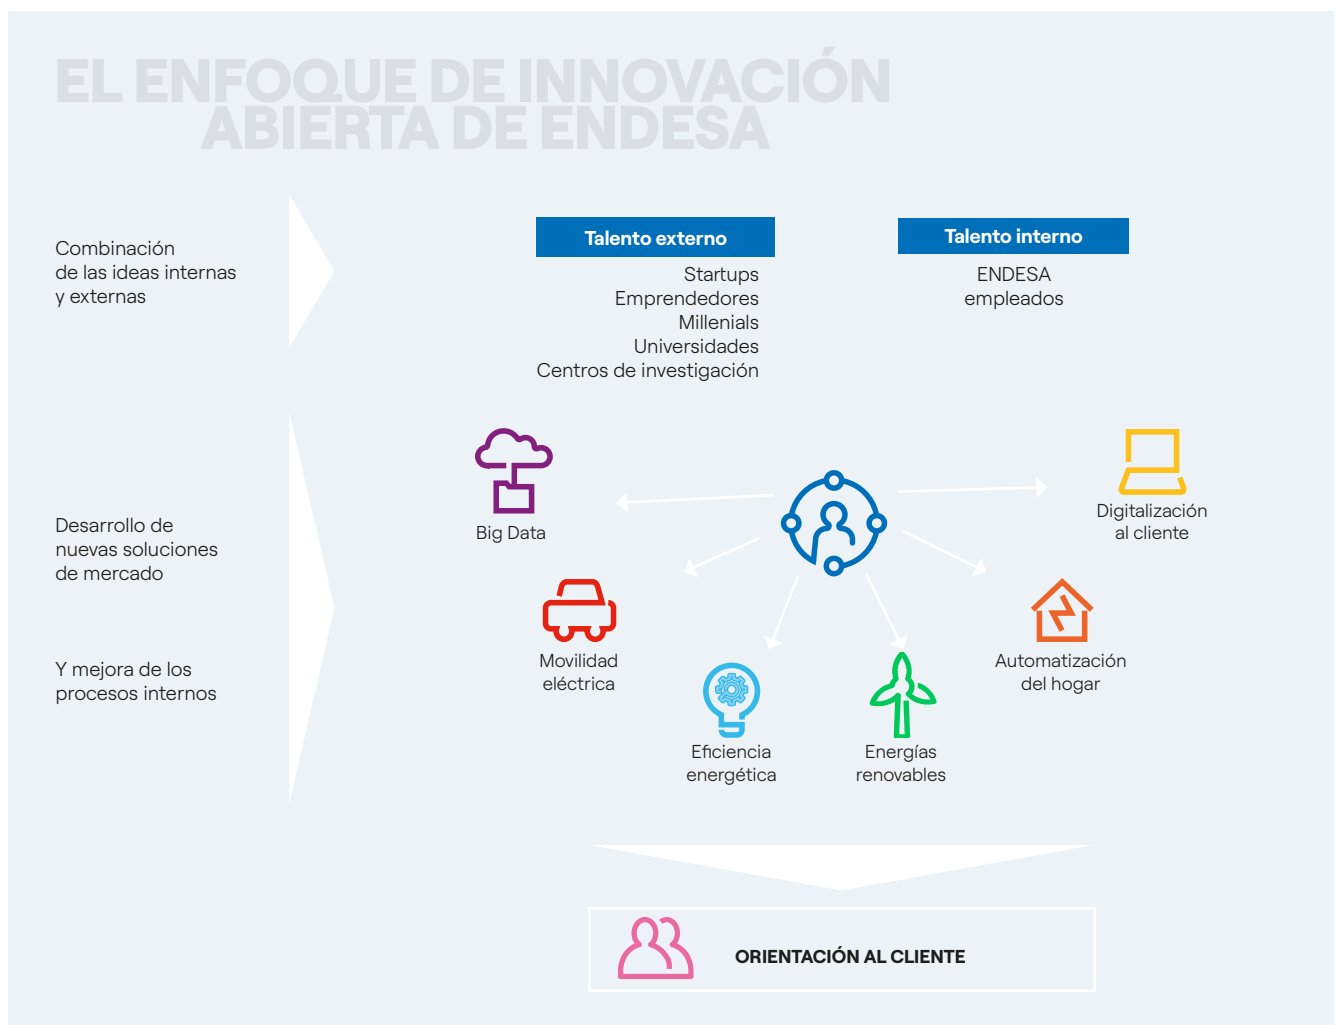 EL ENFOQUE DE INNOVACIÓN
ABIERTA DE ENDESA
Combinación
de las ideas internas
y externas
Talento externo
Startups
Emprendedores
Millenials
Universidades
Centros de investigación
Talento interno
ENDESA
empleados
Desarrollo de
nuevas soluciones
de mercado
Y mejora de los
procesos internos
Big Data
Movilidad
eléctrica
Eficiencia
energética
Energías
renovables
Automatización
del hogar
Digitalización
al cliente
ORIENTACIÓN AL CLIENTE